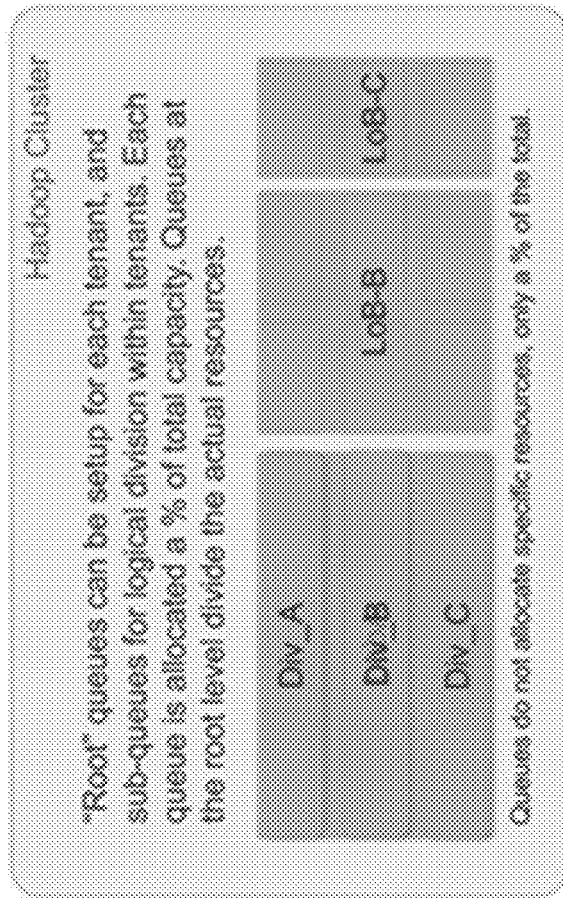 Hadoop Cluster
"Root" queues can be setup for each tenant, and
sub-queues for logical division within tenants. Each
queue is allocated a % of total capacity. Queues at
the root level divide the actual resources.
Div_A
Div_B
Div_C
LoB-B
LoB-C
Queues do not allocate specific resources, only a % of the total.